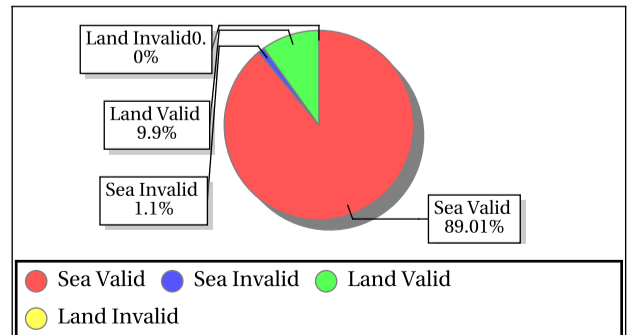 Land Invalid0.
0%
Land Valid
9.9%
Sea Invalid
1.1%
Sea Valid
89.01%
Sea Valid Sea Invalid Land Valid
Land Invalid